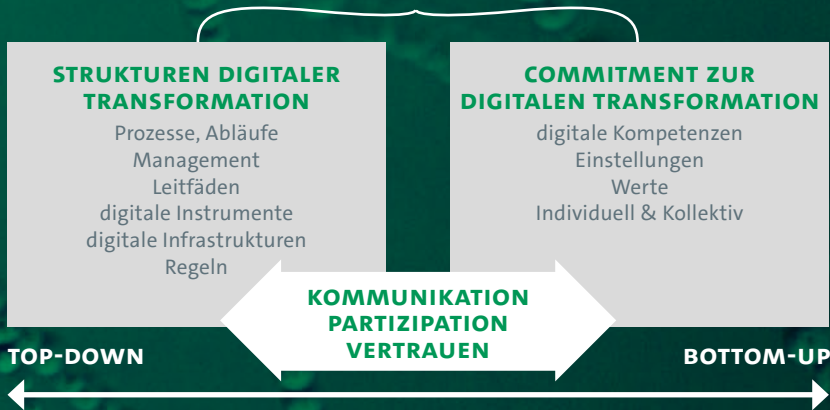 STRUKTUREN DIGITALER
TRANSFORMATION
Prozesse, Abläufe
Management
Leitfäden
digitale Instrumente
digitale Infrastrukturen
Regeln
COMMITMENT ZUR
DIGITALEN TRANSFORMATION
digitale Kompetenzen
Einstellungen
Werte
Individuell & Kollektiv
KOMMUNIKATION
PARTIZIPATION
VERTRAUEN
TOP-DOWN
BOTTOM-UP